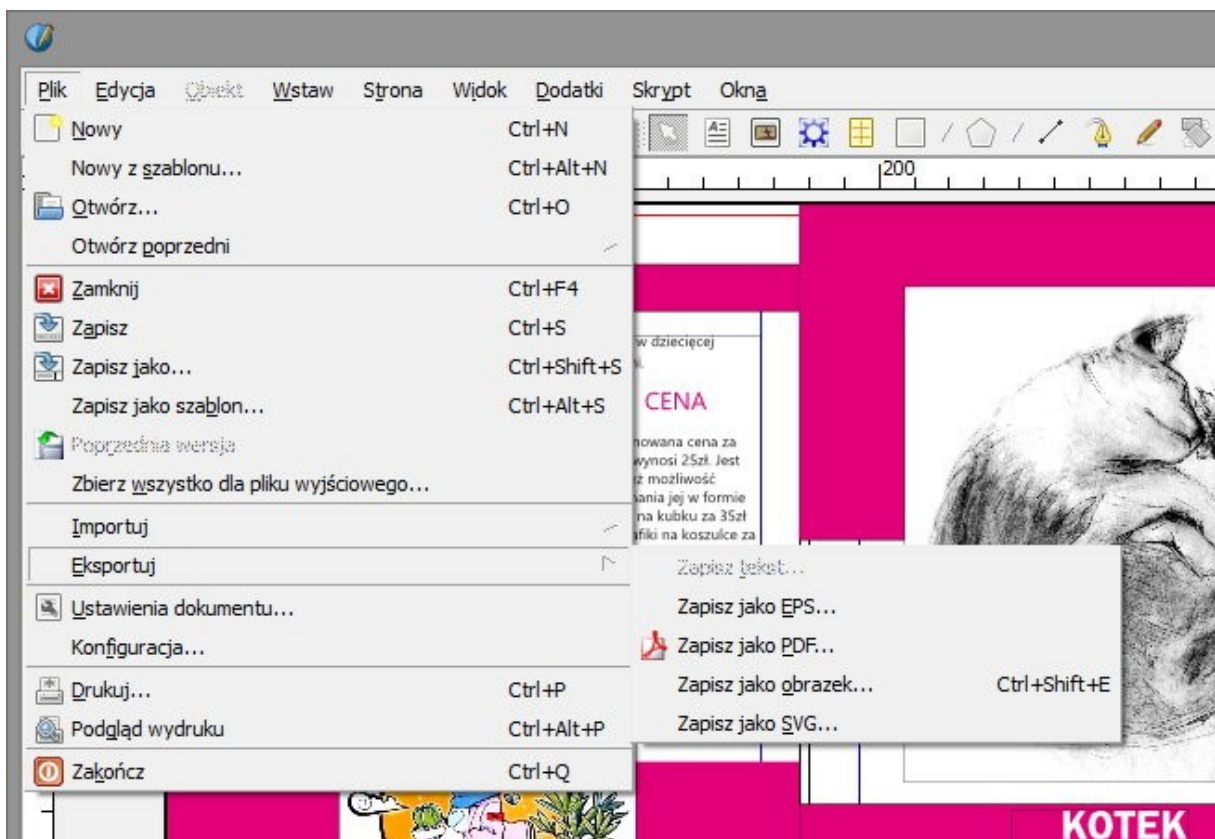 Plik Edycja Obiekt Wstaw Strona Widok Dodatki Skrypt Okna
Nowy Ctrl+N
Nowy z szablonu... Ctrl+Alt+N
Otwórz... Ctrl+O
Otwórz poprzedni
Zamknij Ctrl+F4
Zapisz Ctrl+S
Zapisz jako... Ctrl+Shift+S
Zapisz jako szablon... Ctrl+Alt+S
Poprzednia wersja
Zbierz wszystko dla pliku wyjściowego...
Importuj
Eksportuj
Ustawienia dokumentu...
Konfiguracja...
Drukuj... Ctrl+P
Podgląd wydruku Ctrl+Alt+P
Zakończ Ctrl+Q
Zapisz tekst...
Zapisz jako EPS...
Zapisz jako PDF...
Zapisz jako obrazek... Ctrl+Shift+E
Zapisz jako SVG...
200
w dziecięcej
CENA
nowana cena za
wynosi 25zł. Jest
możliwość
jej w formie
na kubku za 35zł
na koszulce za
KOTEK